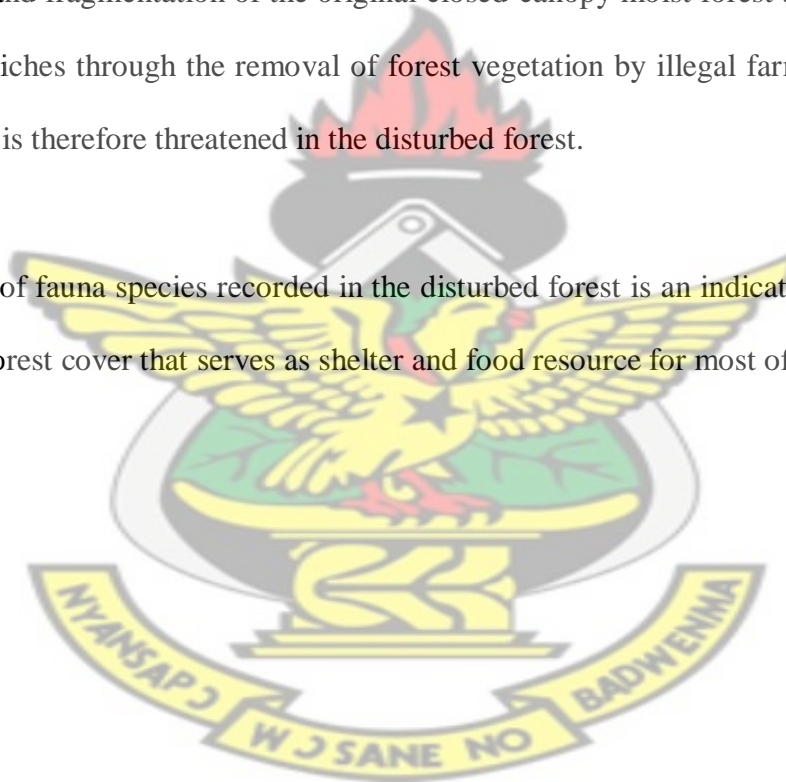 and fragmentation of the original closed canopy moist forest
iches through the removal of forest vegetation by illegal far
is therefore threatened in the disturbed forest.
of fauna species recorded in the disturbed forest is an indicat
orest cover that serves as shelter and food resource for most of
NYANSAPƆ
WƆ SANE NO
BADWENMA